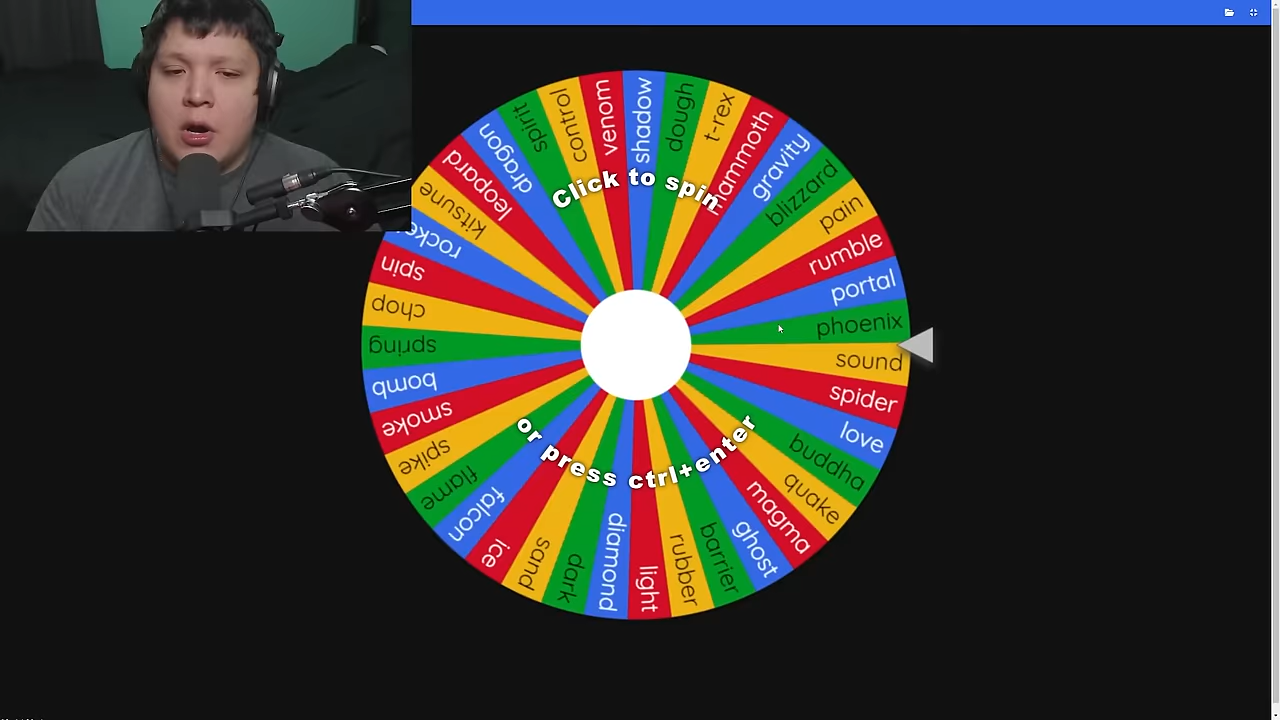 Click to spin
or press ctrl+enter
shadow
dough
t-rex
mammoth
gravity
blizzard
pain
rumble
portal
phoenix
sound
spider
love
buddha
quake
magma
ghost
barrier
rubber
light
diamond
dark
sand
ice
falcon
flame
spike
smoke
bomb
spring
chop
spin
rocket
kitsune
leopard
dragon
spirit
control
venom